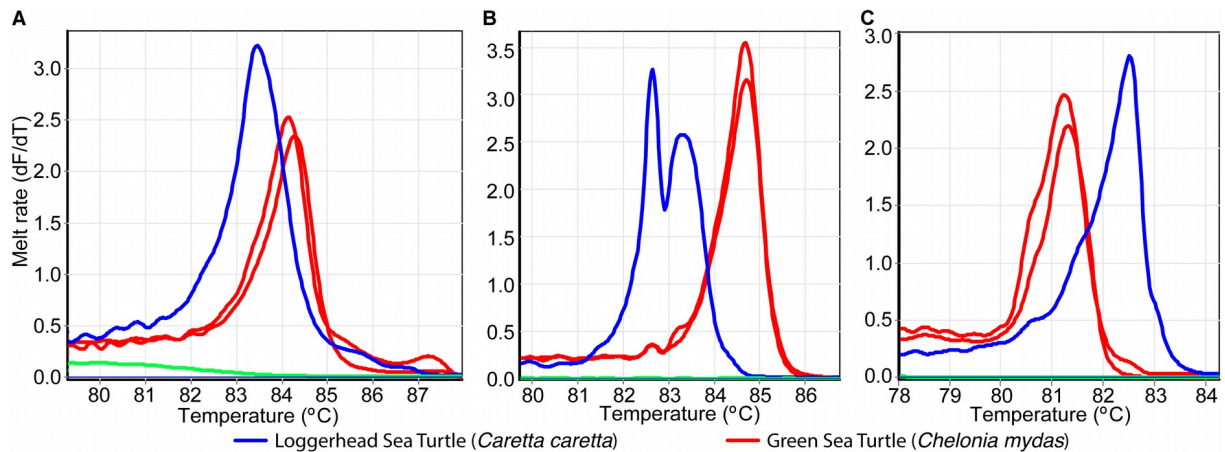 A
B
C
Melt rate (dF/dT)
3.0
2.5
2.0
1.5
1.0
0.5
0.0
80 81 82 83 84 85 86 87
Temperature (°C)
3.5
3.0
2.5
2.0
1.5
1.0
0.5
0.0
80 81 82 83 84 85 86
Temperature (°C)
3.0
2.5
2.0
1.5
1.0
0.5
0.0
78 79 80 81 82 83 84
Temperature (°C)
Loggerhead Sea Turtle (Caretta caretta) Green Sea Turtle (Chelonia mydas)